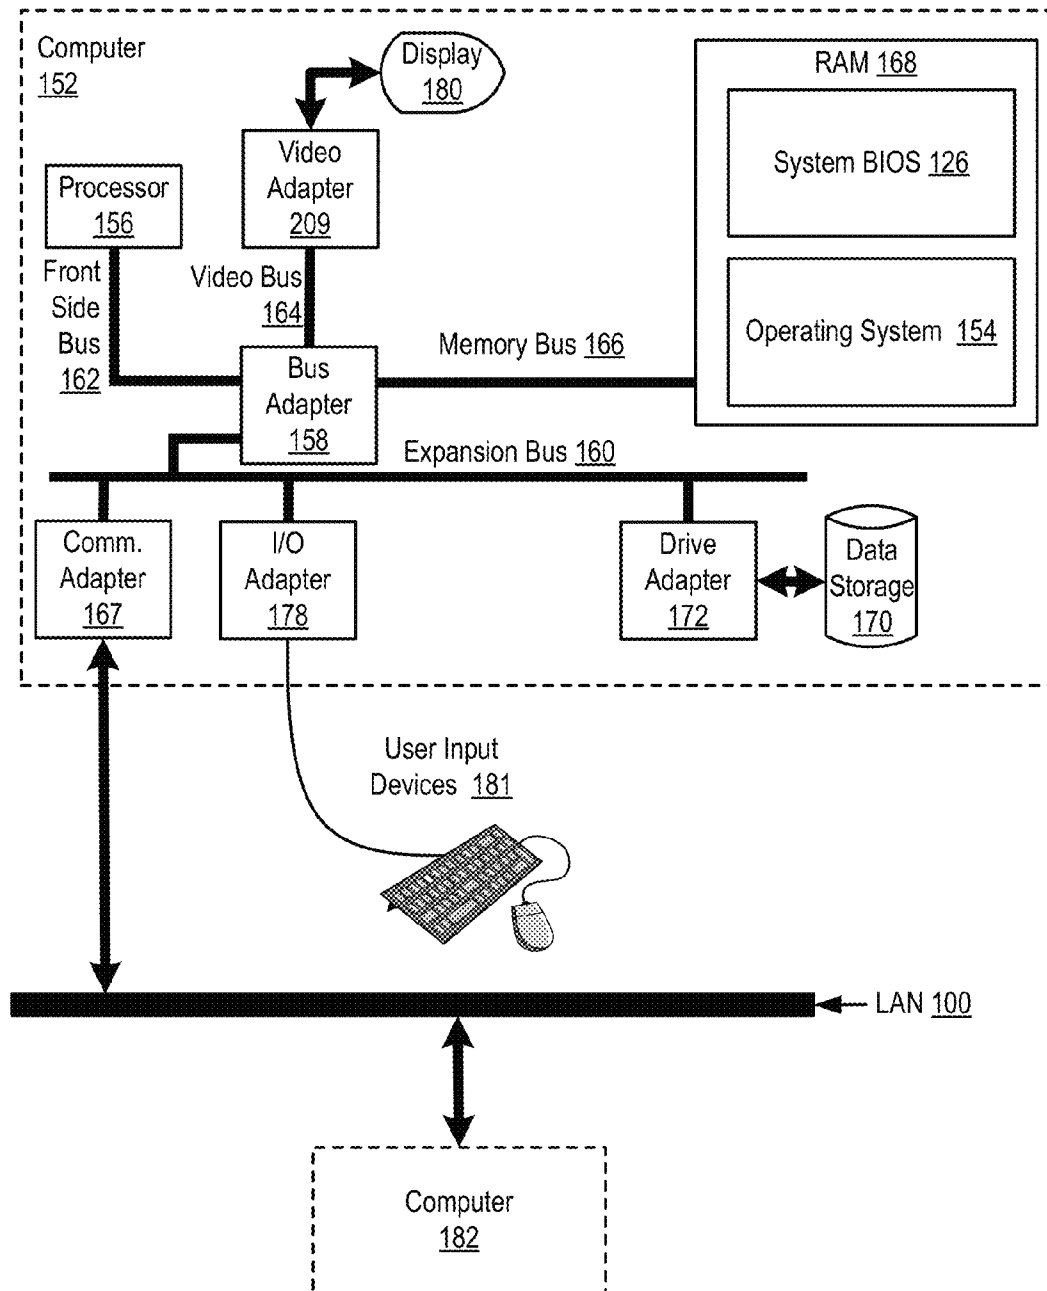 Computer
152
Display
180
RAM 168
System BIOS 126
Operating System 154
Video
Adapter
209
Processor
156
Front
Side
Bus
162
Video Bus
164
Bus
Adapter
158
Memory Bus 166
Expansion Bus 160
Comm.
Adapter
167
I/O
Adapter
178
Drive
Adapter
172
Data
Storage
170
User Input
Devices 181
LAN 100
Computer
182